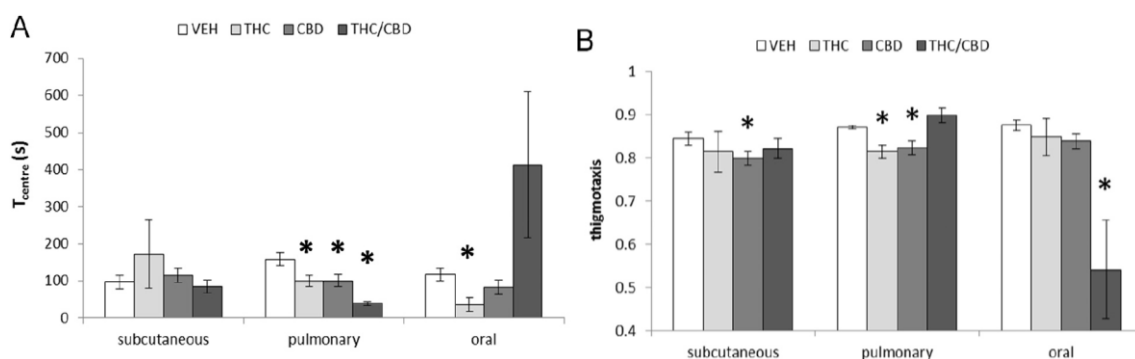 A
VEH THC CBD THC/CBD
700
600
500
400
300
200
100
0
Tcentre (s)
* * * *
subcutaneous pulmonary oral
B
VEH THC CBD THC/CBD
1
0.9
0.8
0.7
0.6
0.5
0.4
thigmotaxis
* * * *
subcutaneous pulmonary oral